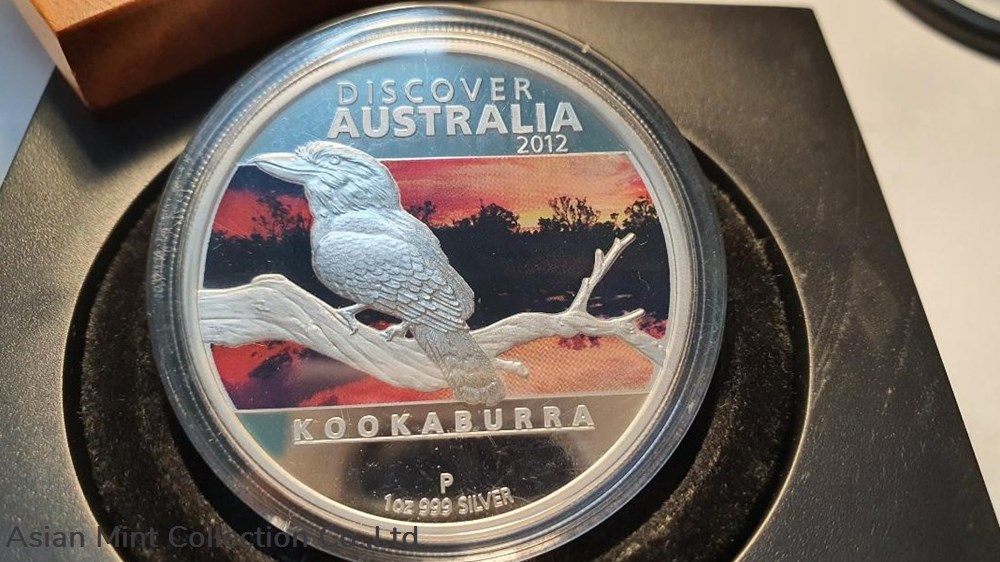 DISCOVER
AUSTRALIA
2012
KOOKABURRA
P
1oz 999 SILVER
Asian Mint Collection Co. Ltd.